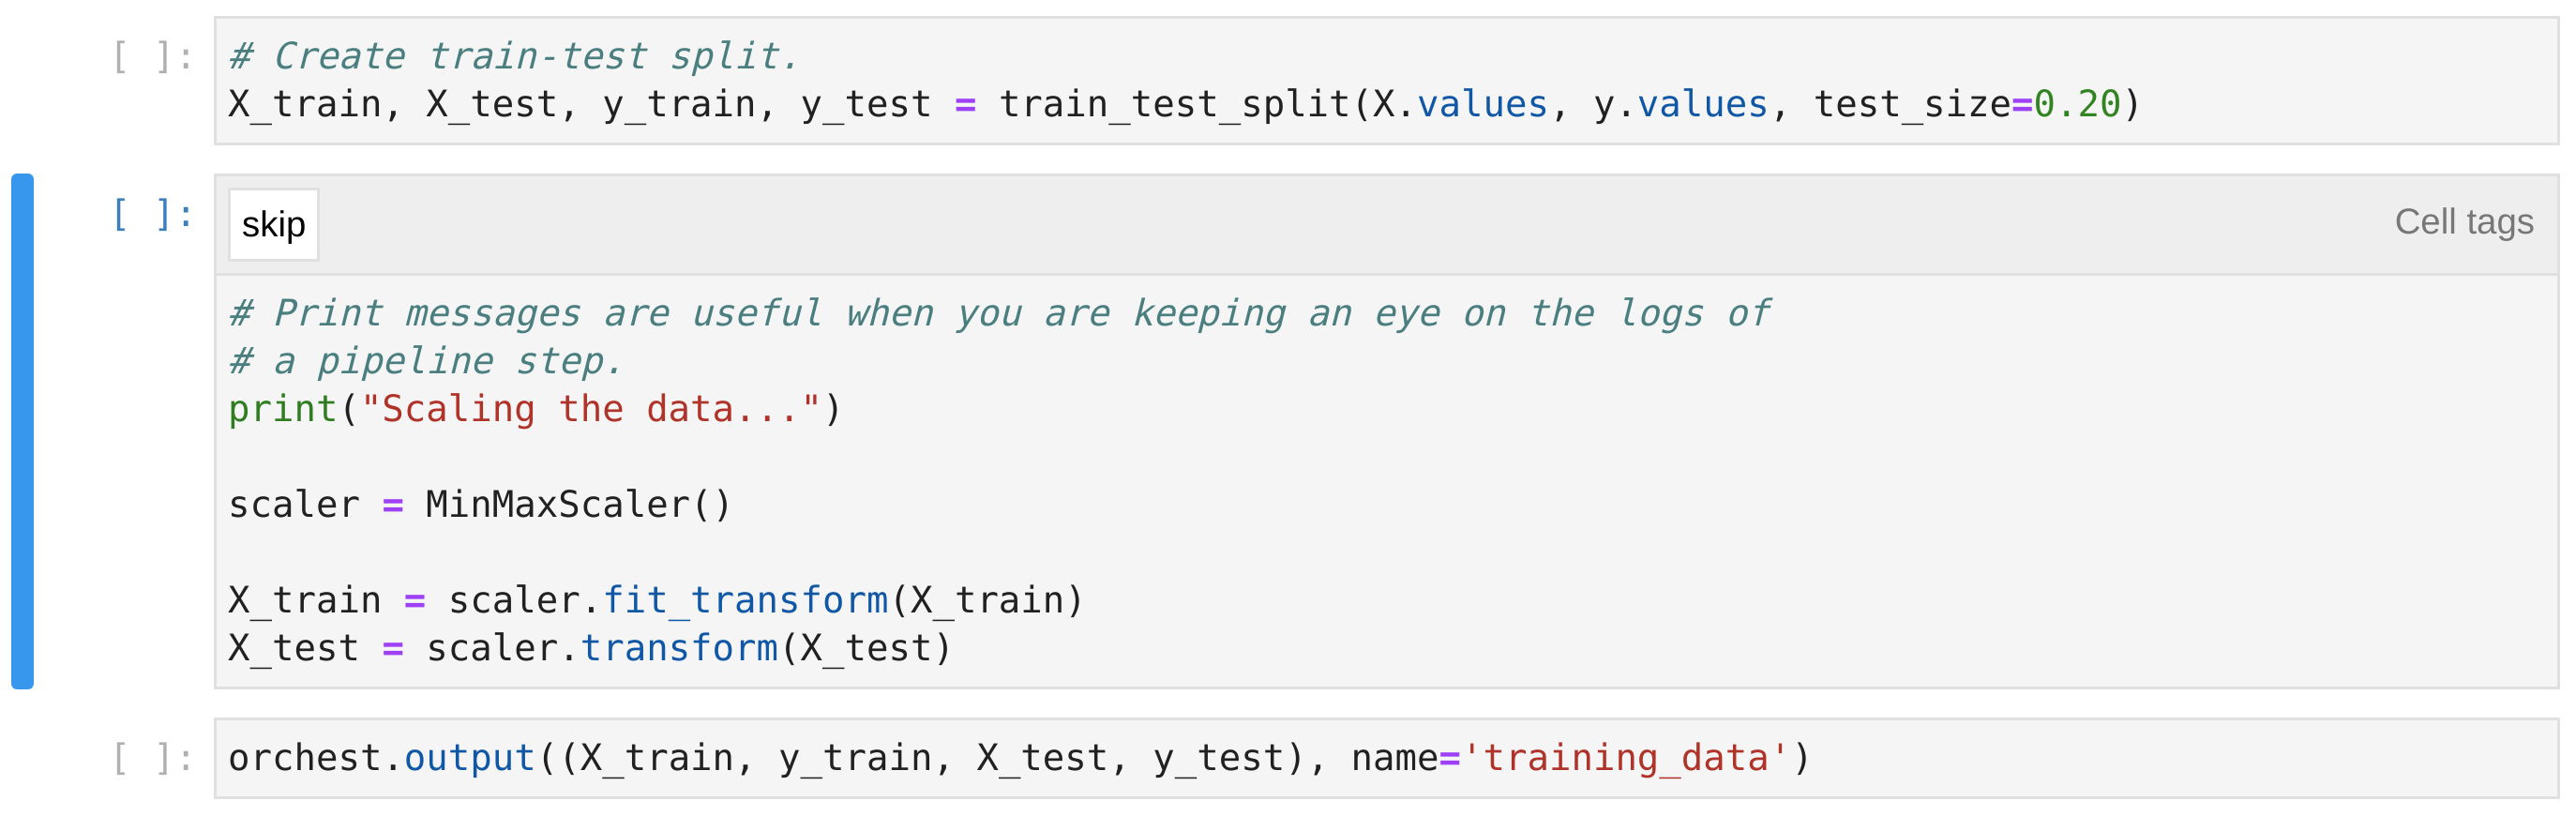 [ ]: # Create train-test split.
X_train, X_test, y_train, y_test = train_test_split(X.values, y.values, test_size=0.20)
[ ]: skip Cell tags
# Print messages are useful when you are keeping an eye on the logs of
# a pipeline step.
print("Scaling the data...")
scaler = MinMaxScaler()
X_train = scaler.fit_transform(X_train)
X_test = scaler.transform(X_test)
[ ]: orchest.output((X_train, y_train, X_test, y_test), name='training_data')